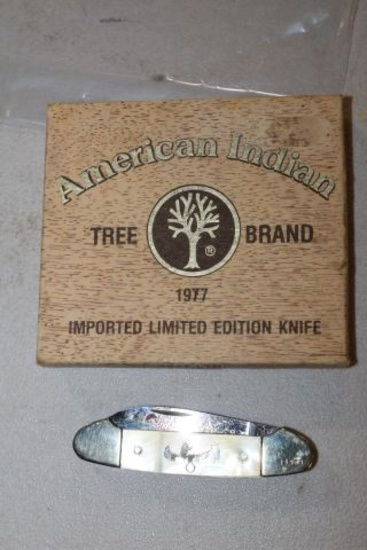 American Indian
TREE BRAND
®
1977
IMPORTED LIMITED EDITION KNIFE